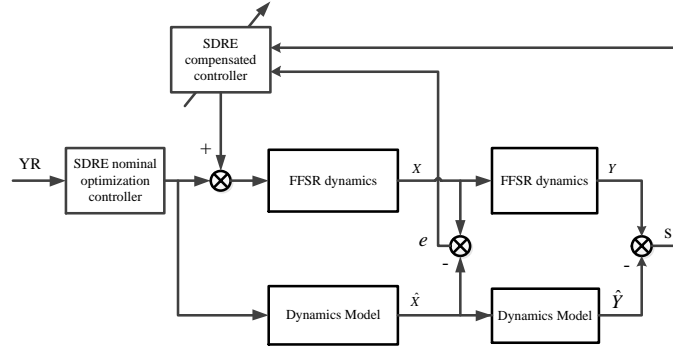 SDRE
compensated
controller
+
YR
SDRE nominal
optimization
controller
FFSR dynamics
X
FFSR dynamics
Y
e
-
-
S
Dynamics Model
X̂
Dynamics Model
Ŷ